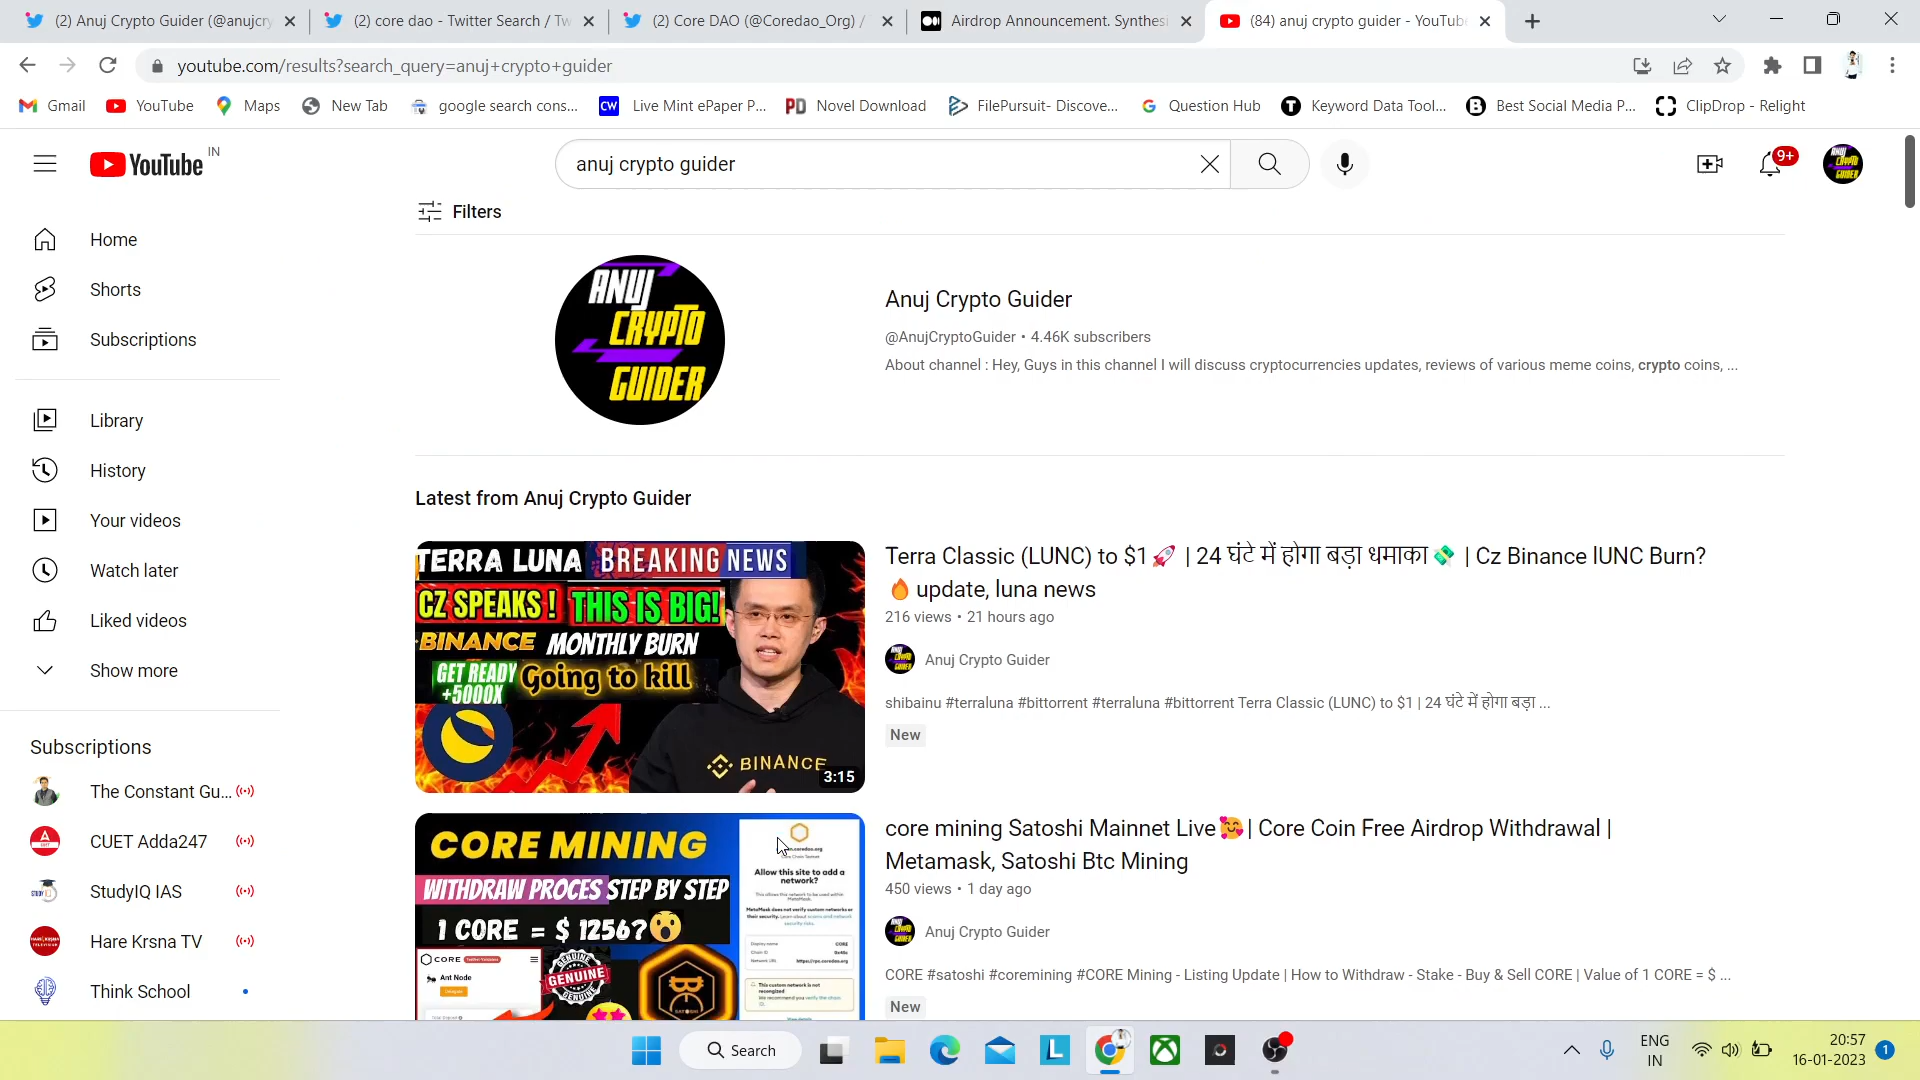 (2) Anuj Crypto Guider (@anujcry
(2) core dao - Twitter Search / Tw
(2) Core DAO (@Coredao_Org) /
Airdrop Announcement. Synthesi
(84) anuj crypto guider - YouTube
youtube.com/results?search_query=anuj+crypto+guider
Gmail
YouTube
Maps
New Tab
google search cons...
CW
Live Mint ePaper P...
PD
Novel Download
FilePursuit- Discove...
Question Hub
Keyword Data Tool...
Best Social Media P...
ClipDrop - Relight
YouTube IN
anuj crypto guider
9+
Filters
Home
Shorts
Subscriptions
Library
History
Your videos
Watch later
Liked videos
Show more
Subscriptions
The Constant Gu...
CUET Adda247
StudyIQ IAS
Hare Krsna TV
Think School
ANUJ
CRYPTO
GUIDER
Anuj Crypto Guider
@AnujCryptoGuider • 4.46K subscribers
About channel : Hey, Guys in this channel I will discuss cryptocurrencies updates, reviews of various meme coins, crypto coins, ...
Latest from Anuj Crypto Guider
TERRA LUNA BREAKING NEWS
CZ SPEAKS ! THIS IS BIG!
BINANCE MONTHLY BURN
GET READY Going to kill
+5000X
BINANCE
3:15
Terra Classic (LUNC) to $1🚀 | 24 घंटे में होगा बड़ा धमाका💸 | Cz Binance lUNC Burn?
🔥 update, luna news
216 views • 21 hours ago
Anuj Crypto Guider
shibainu #terraluna #bittorrent #terraluna #bittorrent Terra Classic (LUNC) to $1 | 24 घंटे में होगा बड़ा ...
New
CORE MINING
WITHDRAW PROCES STEP BY STEP
1 CORE = $ 1256?😲
CORE
Ant Node
GENUINE
SATOSHI
Allow this site to add a
network?
CORE
core mining Satoshi Mainnet Live🥰| Core Coin Free Airdrop Withdrawal |
Metamask, Satoshi Btc Mining
450 views • 1 day ago
Anuj Crypto Guider
CORE #satoshi #coremining #CORE Mining - Listing Update | How to Withdraw - Stake - Buy & Sell CORE | Value of 1 CORE = $ ...
New
Search
ENG
IN
20:57
16-01-2023
1